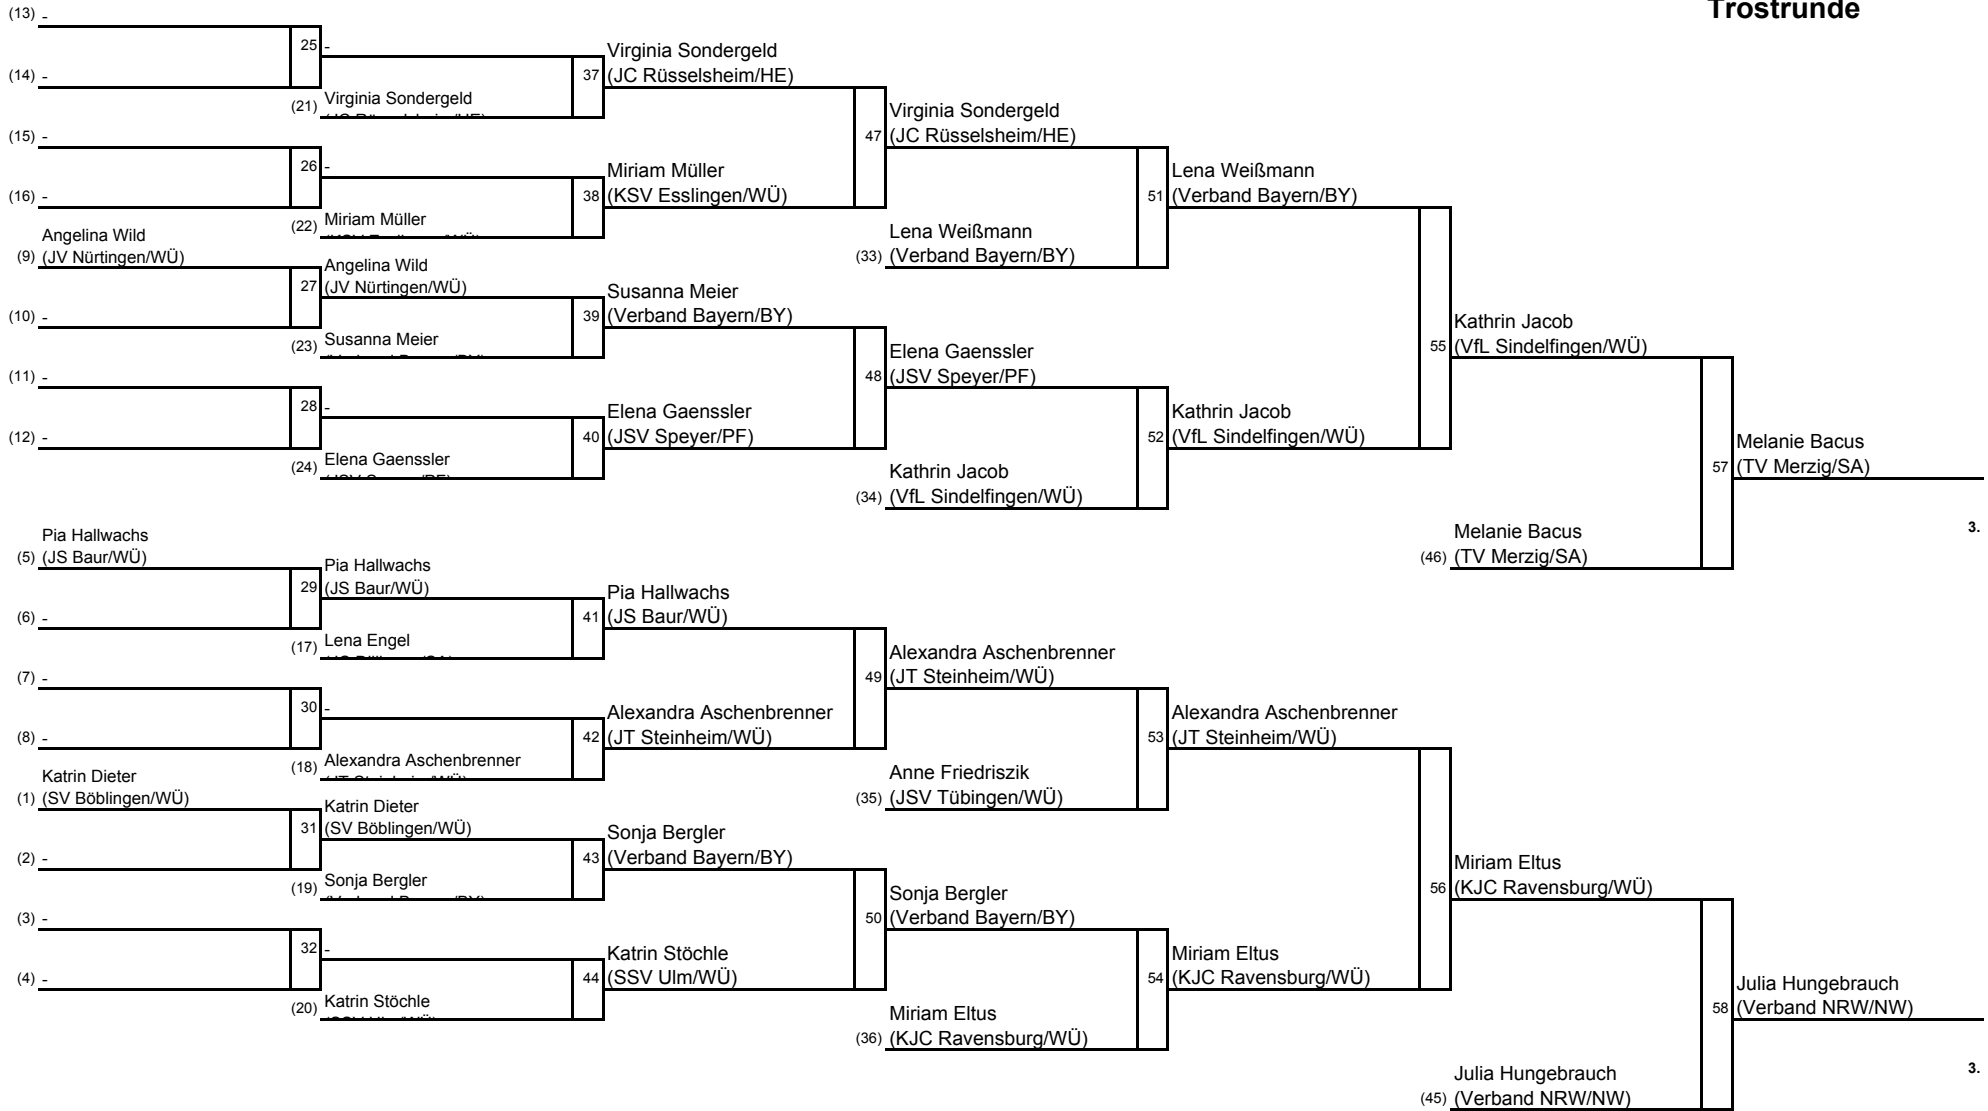 Trostrunde
(13) -
25 -
(14) -
(21) Virginia Sondergeld
37 Virginia Sondergeld
(JC Rüsselsheim/HE)
(15) -
26 -
(16) -
(22) Miriam Müller
38 Miriam Müller
(KSV Esslingen/WÜ)
47 Virginia Sondergeld
(JC Rüsselsheim/HE)
(33) Lena Weißmann
(Verband Bayern/BY)
51 Lena Weißmann
(Verband Bayern/BY)
(9) Angelina Wild
(JV Nürtingen/WÜ)
27 Angelina Wild
(JV Nürtingen/WÜ)
(10) -
(23) Susanna Meier
39 Susanna Meier
(Verband Bayern/BY)
(11) -
28 -
(12) -
(24) Elena Gaenssler
40 Elena Gaenssler
(JSV Speyer/PF)
48 Elena Gaenssler
(JSV Speyer/PF)
(34) Kathrin Jacob
(VfL Sindelfingen/WÜ)
52 Kathrin Jacob
(VfL Sindelfingen/WÜ)
55 Kathrin Jacob
(VfL Sindelfingen/WÜ)
(46) Melanie Bacus
(TV Merzig/SA)
57 Melanie Bacus
(TV Merzig/SA)
3.
(5) Pia Hallwachs
(JS Baur/WÜ)
29 Pia Hallwachs
(JS Baur/WÜ)
(6) -
(17) Lena Engel
41 Pia Hallwachs
(JS Baur/WÜ)
(7) -
30 -
(8) -
(18) Alexandra Aschenbrenner
42 Alexandra Aschenbrenner
(JT Steinheim/WÜ)
49 Alexandra Aschenbrenner
(JT Steinheim/WÜ)
(35) Anne Friedriszik
(JSV Tübingen/WÜ)
53 Alexandra Aschenbrenner
(JT Steinheim/WÜ)
(1) Katrin Dieter
(SV Böblingen/WÜ)
31 Katrin Dieter
(SV Böblingen/WÜ)
(2) -
(19) Sonja Bergler
43 Sonja Bergler
(Verband Bayern/BY)
(3) -
32 -
(4) -
(20) Katrin Stöchle
44 Katrin Stöchle
(SSV Ulm/WÜ)
50 Sonja Bergler
(Verband Bayern/BY)
(36) Miriam Eltus
(KJC Ravensburg/WÜ)
54 Miriam Eltus
(KJC Ravensburg/WÜ)
56 Miriam Eltus
(KJC Ravensburg/WÜ)
(45) Julia Hungebrauch
(Verband NRW/NW)
58 Julia Hungebrauch
(Verband NRW/NW)
3.